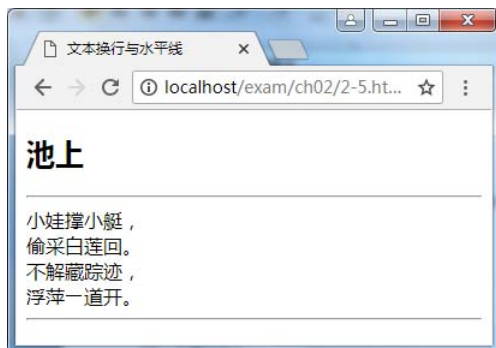 文本换行与水平线
localhost/exam/ch02/2-5.ht...
池上
小娃撑小艇，
偷采白莲回。
不解藏踪迹，
浮萍一道开。